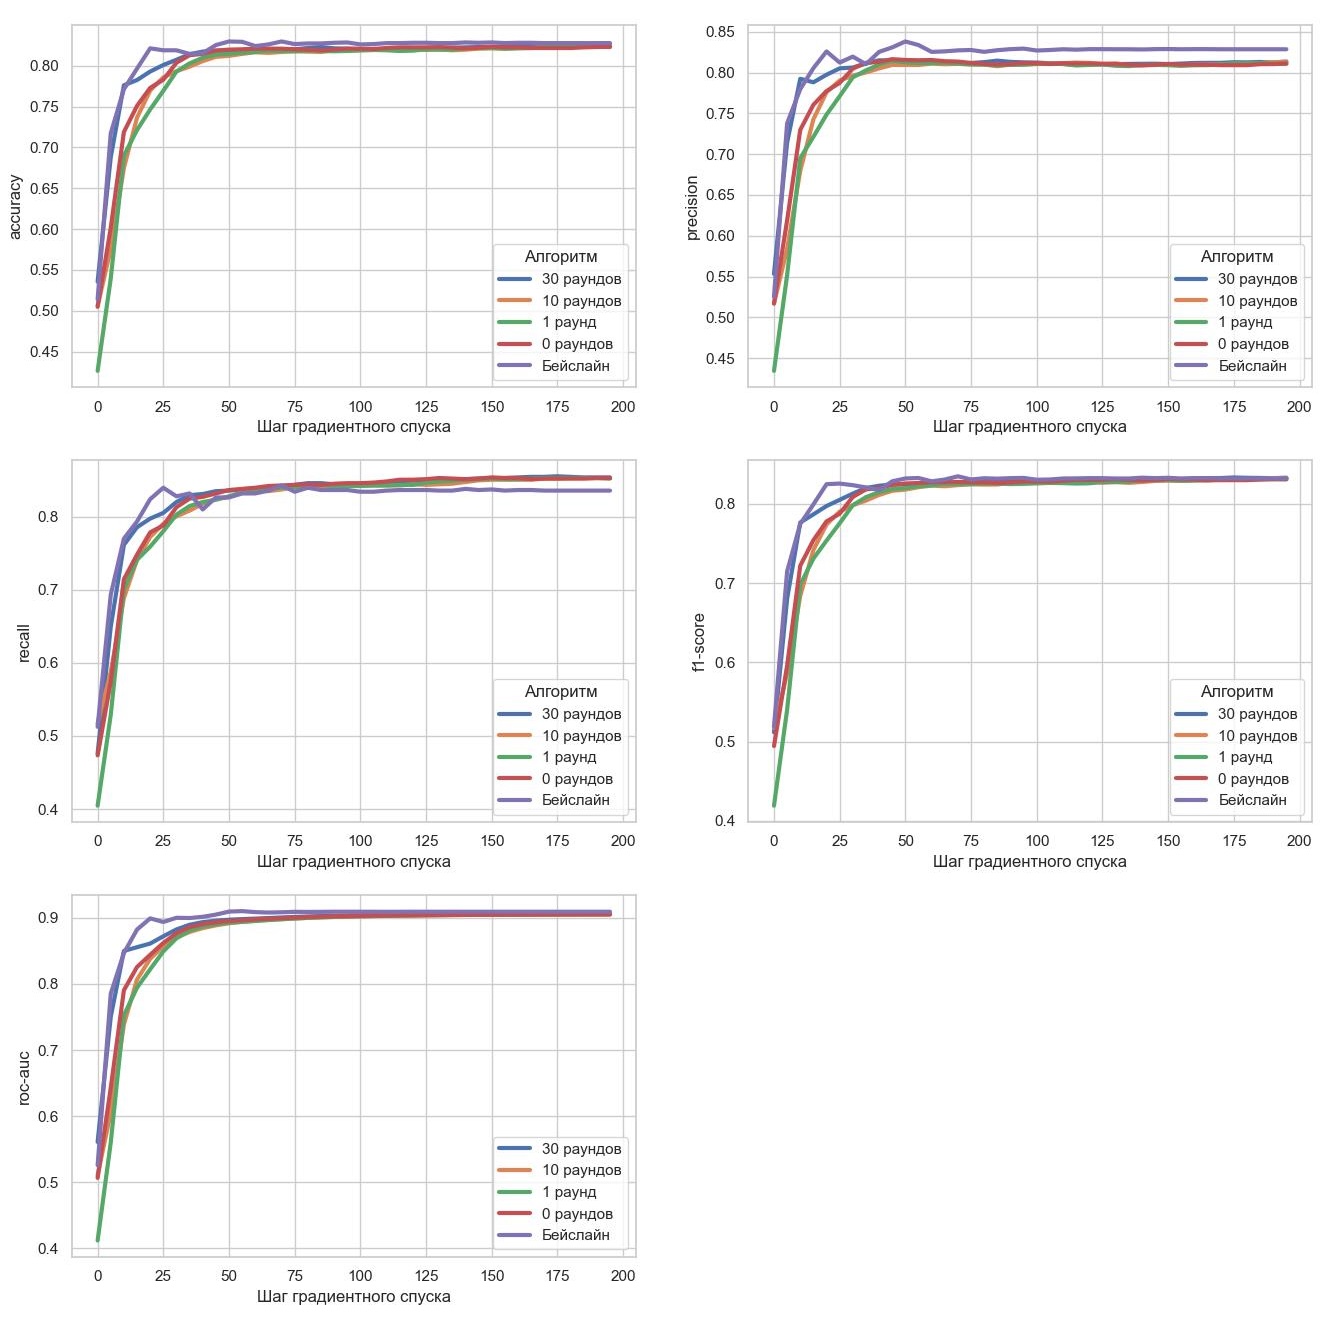 accuracy
0.80
0.75
0.70
0.65
0.60
0.55
0.50
0.45
Алгоритм
30 раундов
10 раундов
1 раунд
0 раундов
Бейслайн
0 25 50 75 100 125 150 175 200
Шаг градиентного спуска
precision
0.85
0.80
0.75
0.70
0.65
0.60
0.55
0.50
0.45
Алгоритм
30 раундов
10 раундов
1 раунд
0 раундов
Бейслайн
0 25 50 75 100 125 150 175 200
Шаг градиентного спуска
recall
0.8
0.7
0.6
0.5
0.4
Алгоритм
30 раундов
10 раундов
1 раунд
0 раундов
Бейслайн
0 25 50 75 100 125 150 175 200
Шаг градиентного спуска
f1-score
0.8
0.7
0.6
0.5
0.4
Алгоритм
30 раундов
10 раундов
1 раунд
0 раундов
Бейслайн
0 25 50 75 100 125 150 175 200
Шаг градиентного спуска
roc-auc
0.9
0.8
0.7
0.6
0.5
0.4
30 раундов
10 раундов
1 раунд
0 раундов
Бейслайн
0 25 50 75 100 125 150 175 200
Шаг градиентного спуска